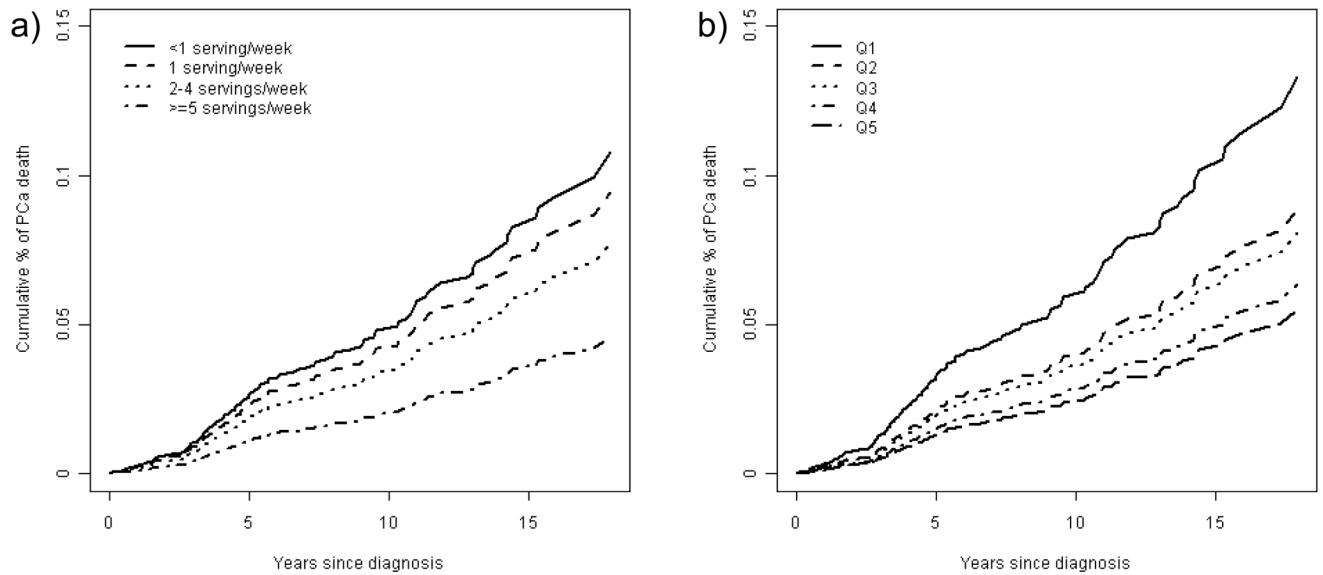 a)
0.15
0.1
0.05
0
Cumulative % of PCa death
<1 serving/week
1 serving/week
2-4 servings/week
>=5 servings/week
0 5 10 15
Years since diagnosis
b)
0.15
0.1
0.05
0
Cumulative % of PCa death
Q1
Q2
Q3
Q4
Q5
0 5 10 15
Years since diagnosis